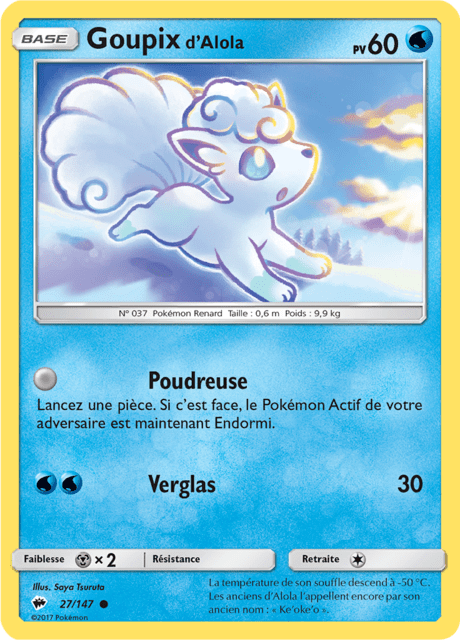 BASE Goupix d'Alola PV 60
N° 037 Pokémon Renard Taille : 0,6 m Poids : 9,9 kg
Poudreuse
Lancez une pièce. Si c'est face, le Pokémon Actif de votre
adversaire est maintenant Endormi.
Verglas 30
Faiblesse × 2 Résistance Retraite
Illus. Saya Tsuruta
27/147
©2017 Pokémon
La température de son souffle descend à -50 °C.
Les anciens d'Alola l'appellent encore par son
ancien nom : « Ke'oke'o ».